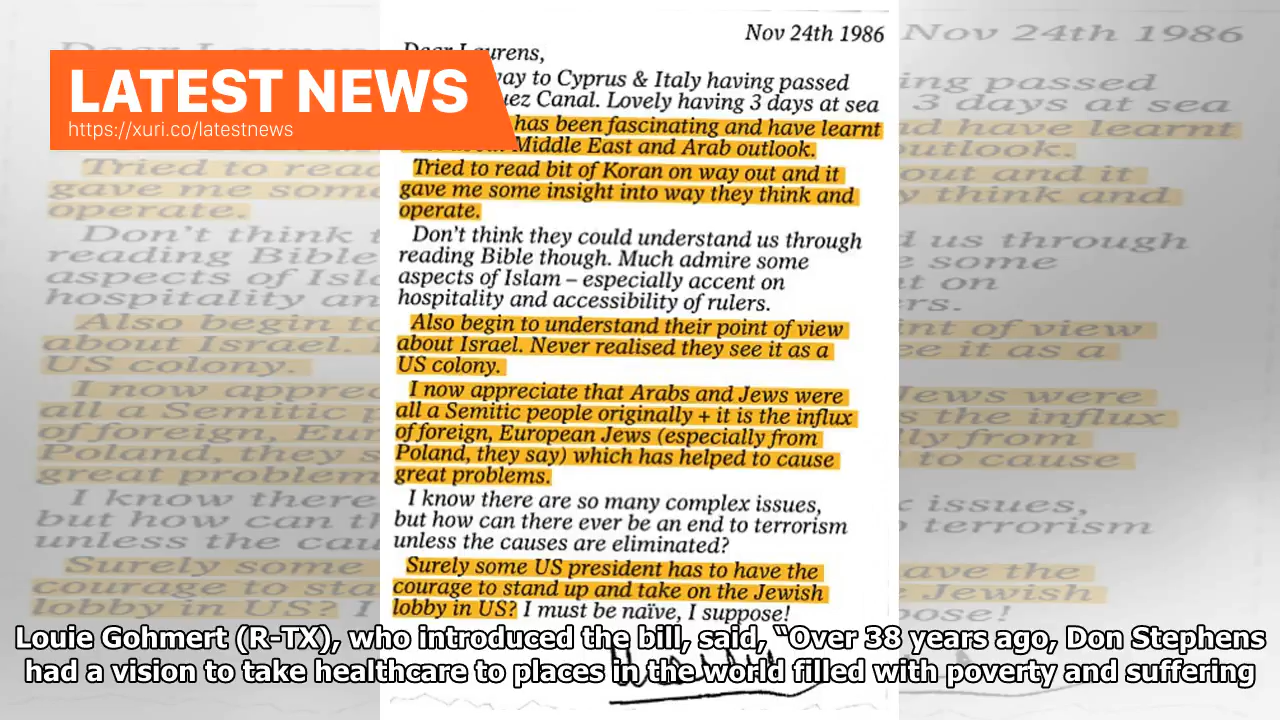 Nov 24th 1986
Dear Laurens,
LATEST NEWS
https://xuri.co/latestnews
way to Cyprus & Italy having passed
uez Canal. Lovely having 3 days at sea
has been fascinating and have learnt
Middle East and Arab outlook.
Tried to read bit of Koran on way out and it
gave me some insight into way they think and
operate.
Don't think they could understand us through
reading Bible though. Much admire some
aspects of Islam – especially accent on
hospitality and accessibility of rulers.
Also begin to understand their point of view
about Israel. Never realised they see it as a
US colony.
I now appreciate that Arabs and Jews were
all a Semitic people originally + it is the influx
of foreign, European Jews (especially from
Poland, they say) which has helped to cause
great problems.
I know there are so many complex issues,
but how can there ever be an end to terrorism
unless the causes are eliminated?
Surely some US president has to have the
courage to stand up and take on the Jewish
lobby in US? I must be naïve, I suppose!
Louie Gohmert (R-TX), who introduced the bill, said, “Over 38 years ago, Don Stephens
had a vision to take healthcare to places in the world filled with poverty and suffering